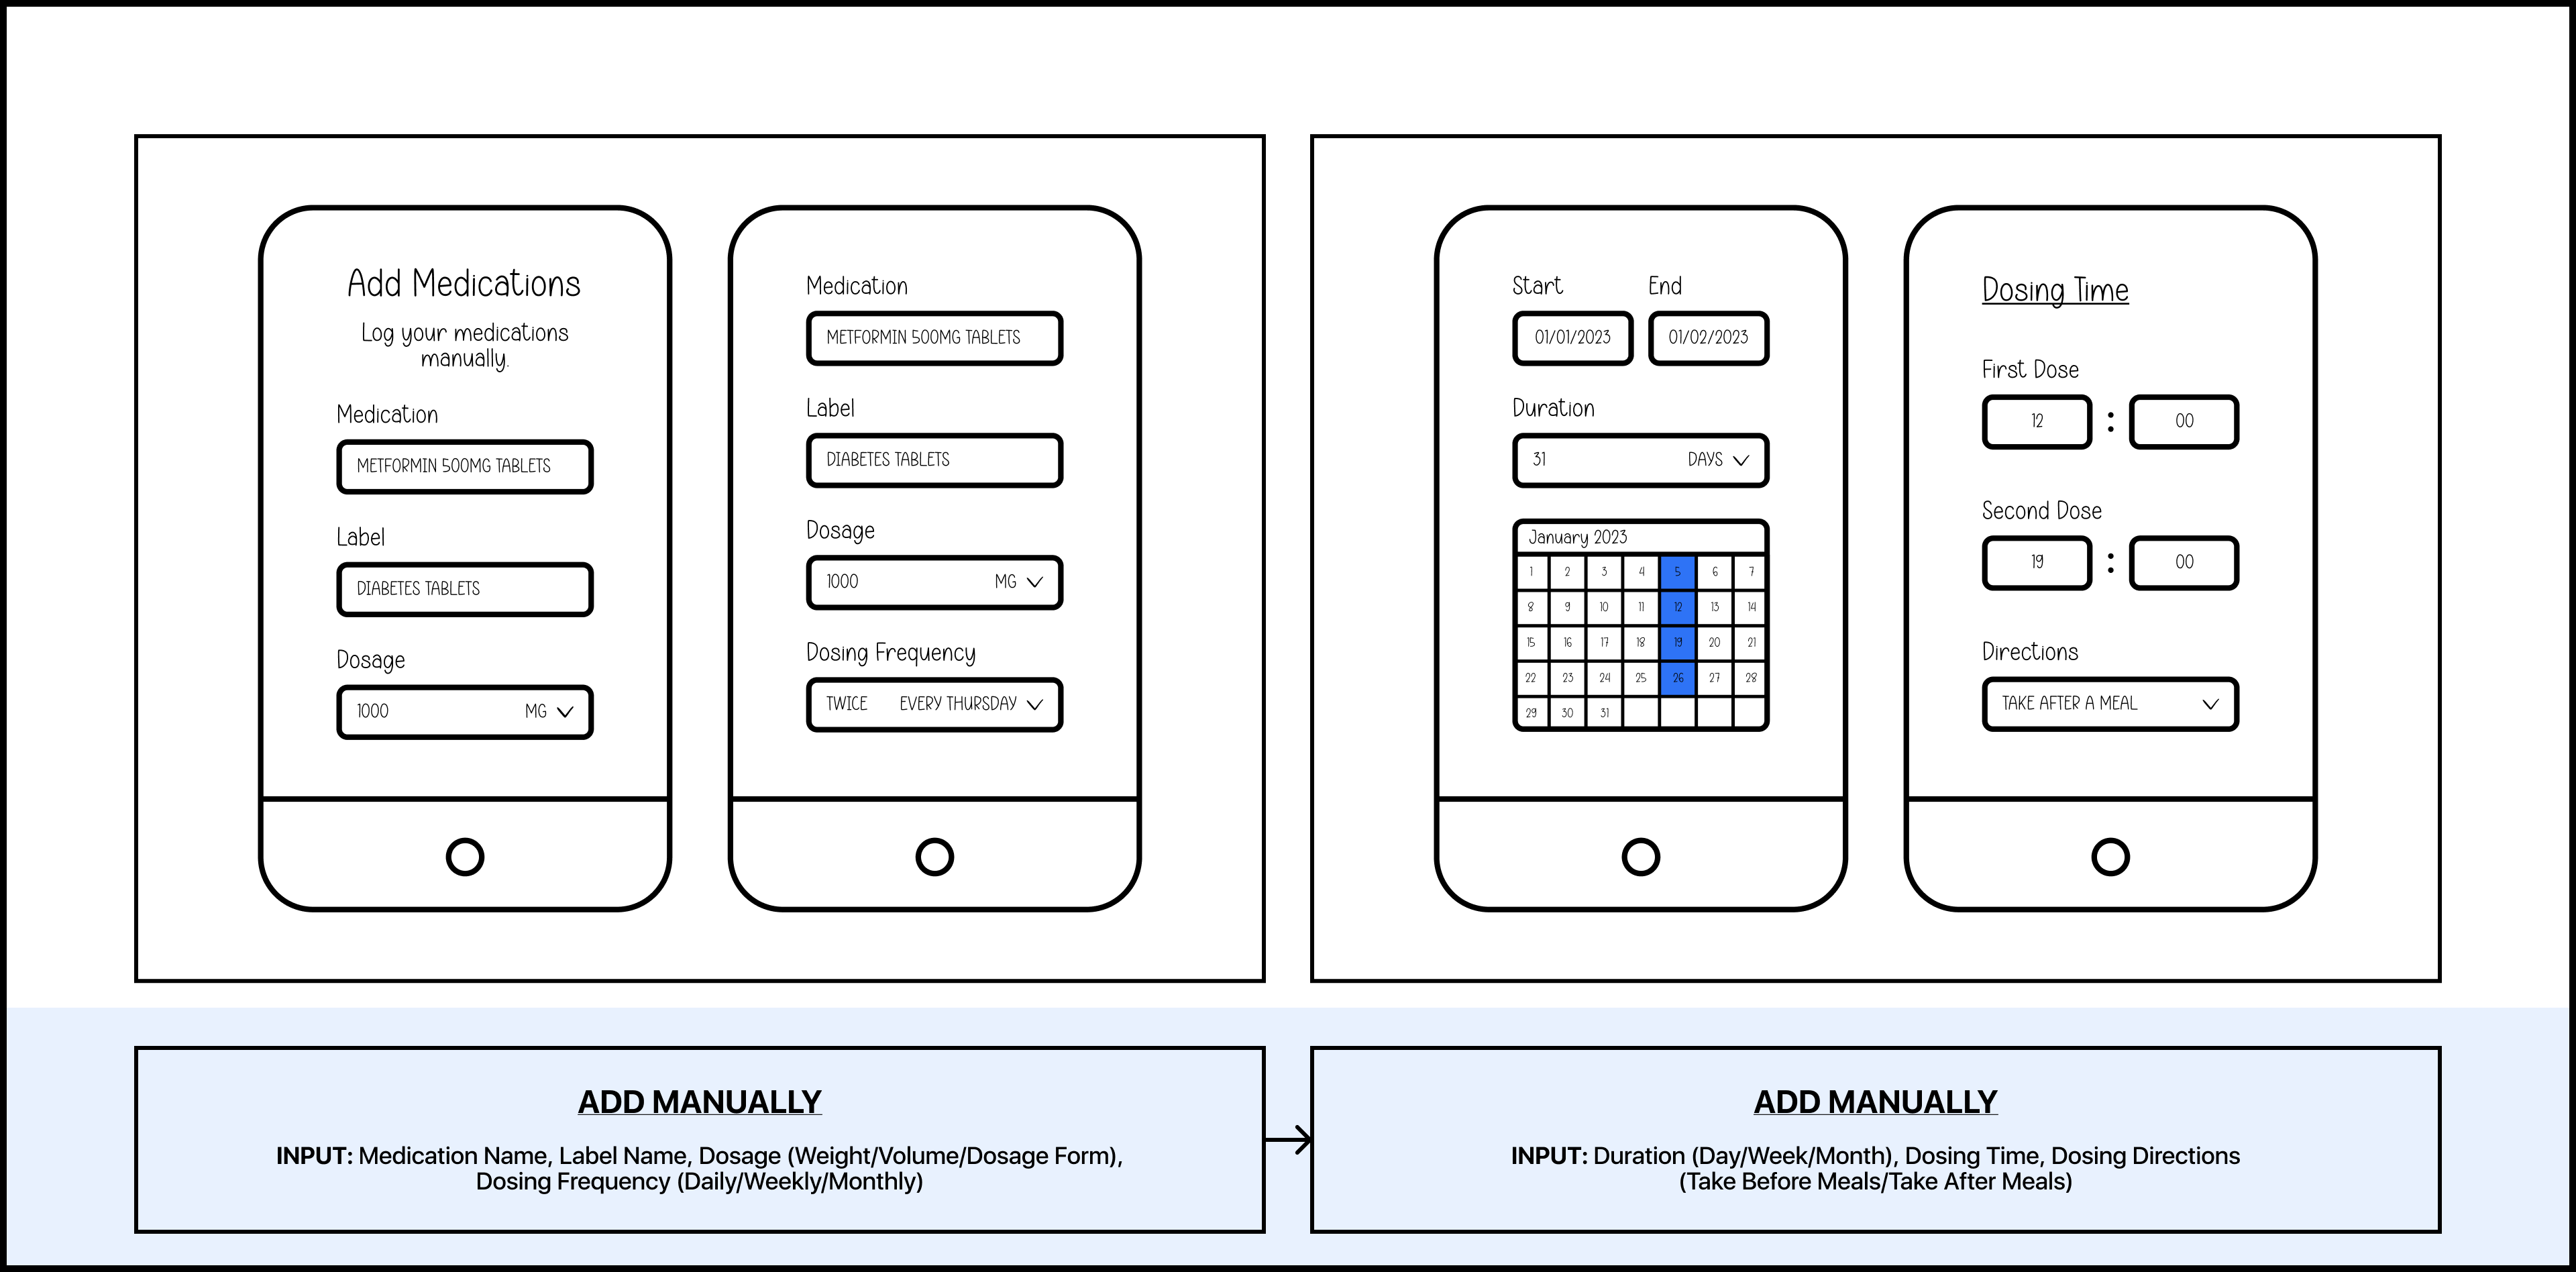 Add Medications
Log your medications
manually.
Medication
METFORMIN 500MG TABLETS
Label
DIABETES TABLETS
Dosage
1000 MG
Medication
METFORMIN 500MG TABLETS
Label
DIABETES TABLETS
Dosage
1000 MG
Dosing Frequency
TWICE EVERY THURSDAY
Start End
01/01/2023 01/02/2023
Duration
31 DAYS
January 2023
1 2 3 4 5 6 7
8 9 10 11 12 13 14
15 16 17 18 19 20 21
22 23 24 25 26 27 28
29 30 31
Dosing Time
First Dose
12 : 00
Second Dose
19 : 00
Directions
TAKE AFTER A MEAL
ADD MANUALLY
INPUT: Medication Name, Label Name, Dosage (Weight/Volume/Dosage Form),
Dosing Frequency (Daily/Weekly/Monthly)
ADD MANUALLY
INPUT: Duration (Day/Week/Month), Dosing Time, Dosing Directions
(Take Before Meals/Take After Meals)